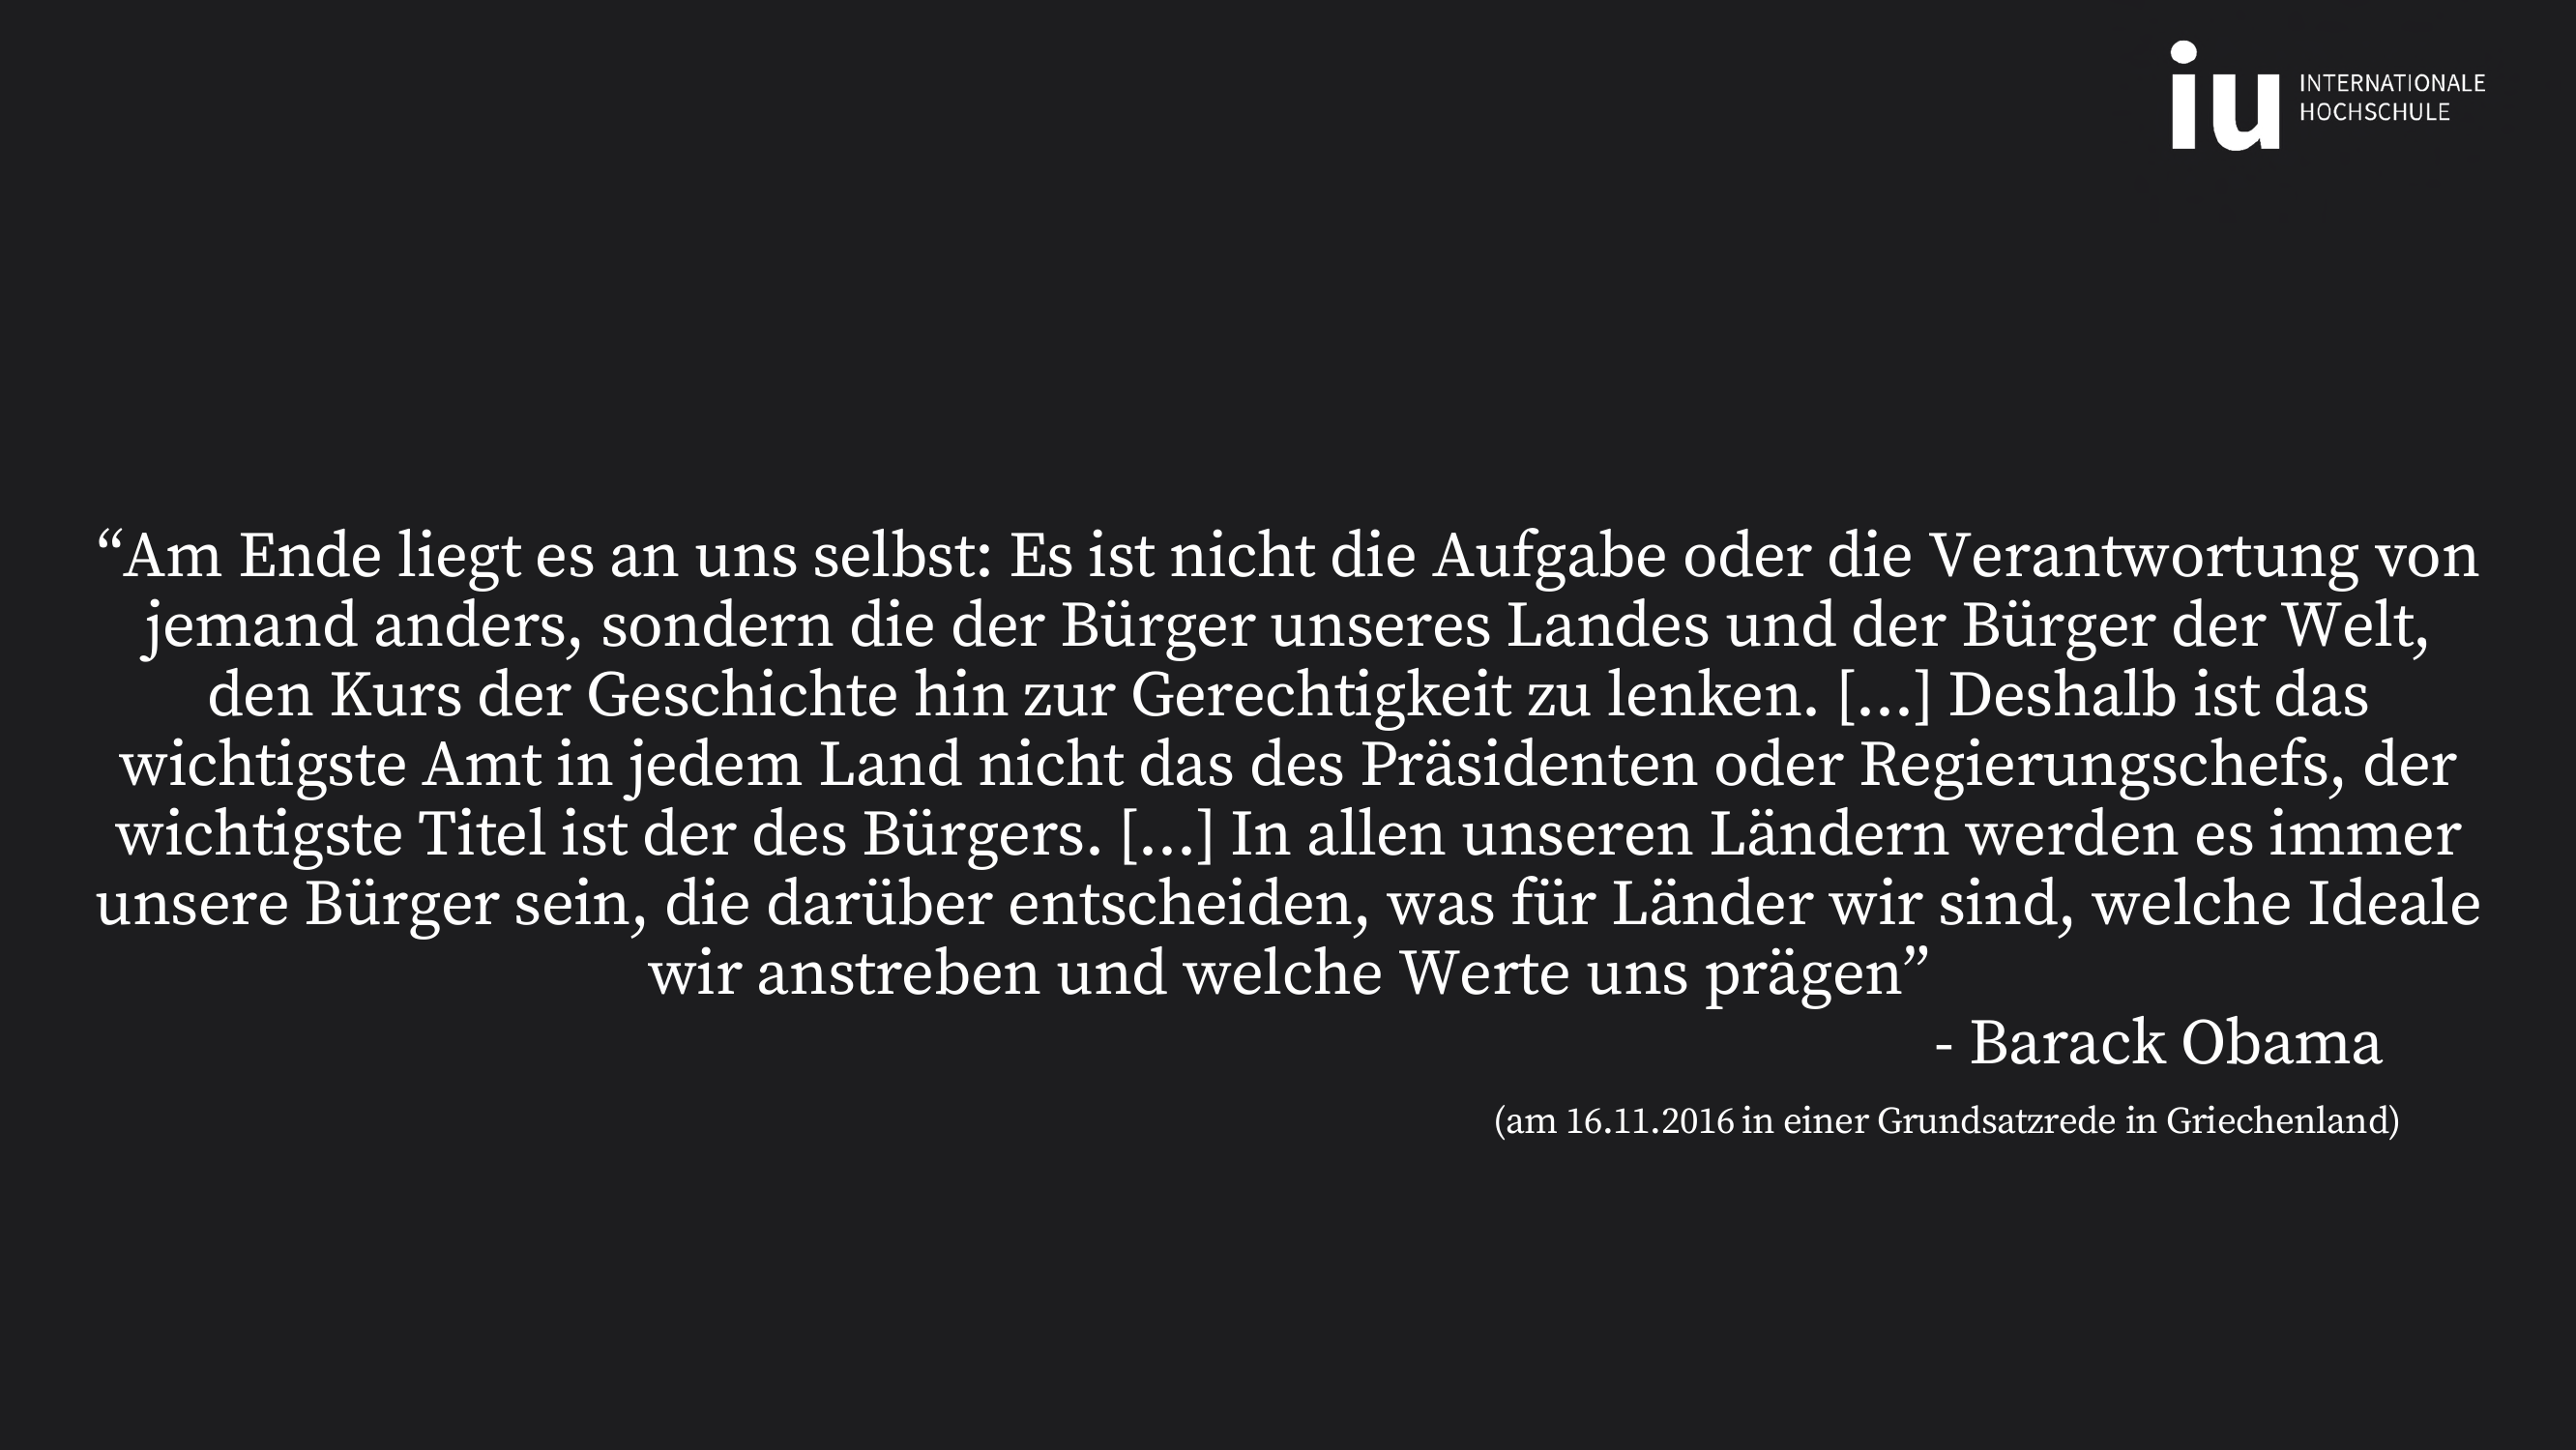 iu INTERNATIONALE
HOCHSCHULE
“Am Ende liegt es an uns selbst: Es ist nicht die Aufgabe oder die Verantwortung von
jemand anders, sondern die der Bürger unseres Landes und der Bürger der Welt,
den Kurs der Geschichte hin zur Gerechtigkeit zu lenken. […] Deshalb ist das
wichtigste Amt in jedem Land nicht das des Präsidenten oder Regierungschefs, der
wichtigste Titel ist der des Bürgers. […] In allen unseren Ländern werden es immer
unsere Bürger sein, die darüber entscheiden, was für Länder wir sind, welche Ideale
wir anstreben und welche Werte uns prägen”
- Barack Obama
(am 16.11.2016 in einer Grundsatzrede in Griechenland)